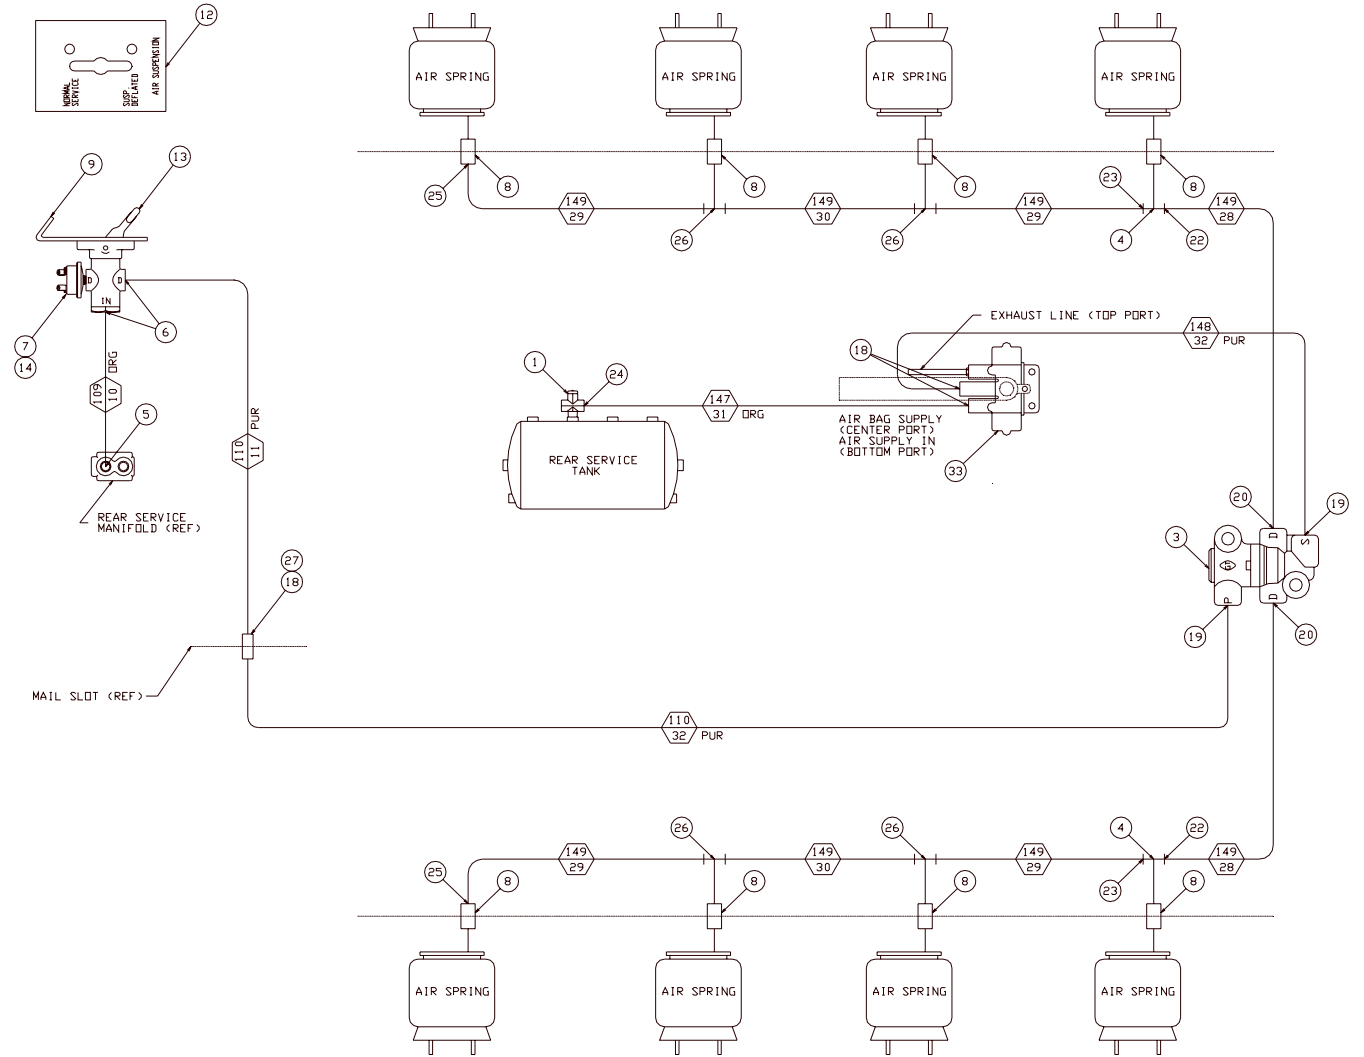 12
NORMAL
SERVICE
SUSP.
DEFLATED
AIR SUSPENSION
AIR SPRING
AIR SPRING
AIR SPRING
AIR SPRING
9
13
25
8
8
8
23
8
149
29
149
30
149
29
149
28
26
26
4
22
D
D
IN
6
7
14
ORG
109
10
5
REAR SERVICE
MANIFOLD (REF)
110
11
PUR
EXHAUST LINE (TOP PORT)
148
32
PUR
1
24
18
147
31
ORG
AIR BAG SUPPLY
(CENTER PORT)
AIR SUPPLY IN
(BOTTOM PORT)
33
REAR SERVICE
TANK
20
19
3
D
S
P
D
19
20
27
18
MAIL SLOT (REF)
110
32
PUR
26
26
4
22
149
29
149
30
149
29
149
28
25
8
8
8
23
8
AIR SPRING
AIR SPRING
AIR SPRING
AIR SPRING